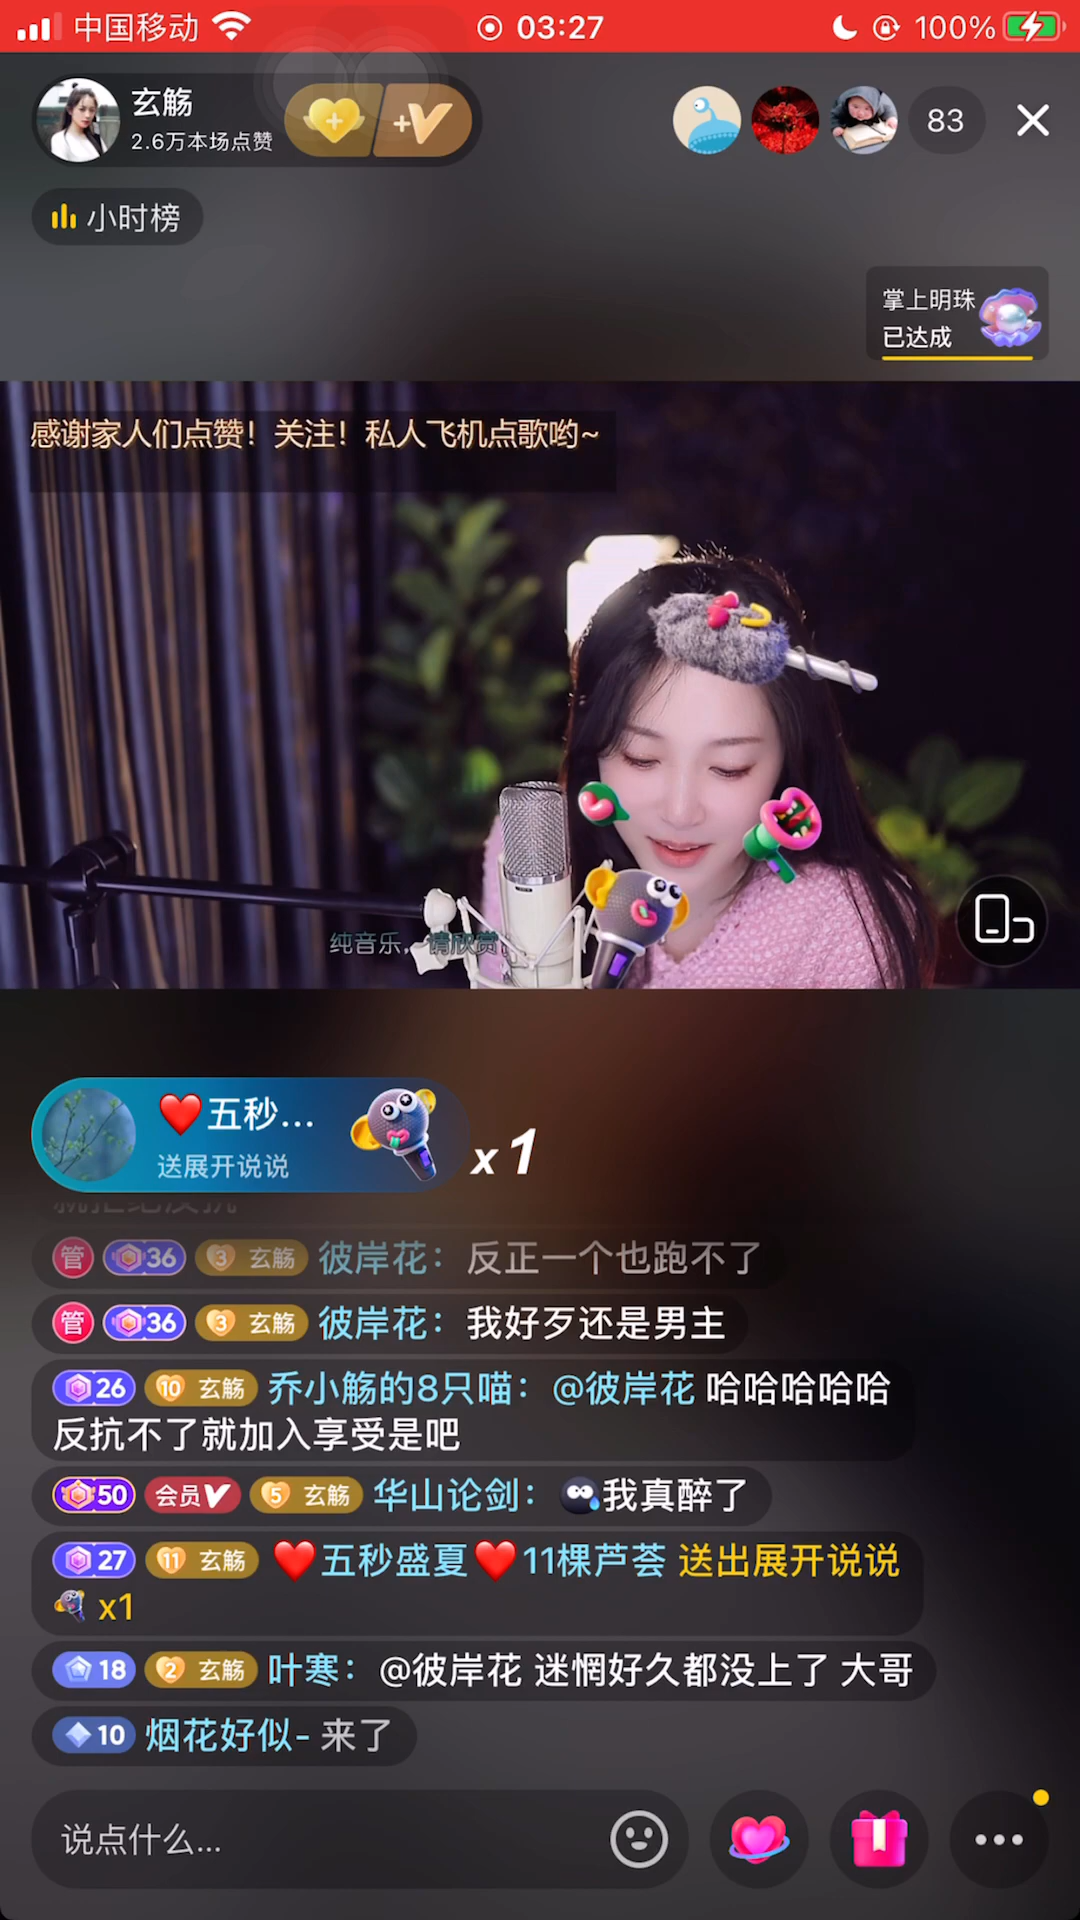 中国移动 03:27 100%
玄觞
2.6万本场点赞
83
小时榜
掌上明珠
已达成
感谢家人们点赞！关注！私人飞机点歌哟~
纯音乐，请欣赏
五秒...
送展开说说
x1
管 36 3 玄觞 彼岸花：反正一个也跑不了
管 36 3 玄觞 彼岸花：我好歹还是男主
26 10 玄觞 乔小觞的8只喵：@彼岸花 哈哈哈哈哈
反抗不了就加入享受是吧
50 会员V 5 玄觞 华山论剑：我真醉了
27 11 玄觞 ❤️五秒盛夏❤️11棵芦荟 送出展开说说
x1
18 2 玄觞 叶寒：@彼岸花 迷惘好久都没上了 大哥
10 烟花好似- 来了
说点什么...